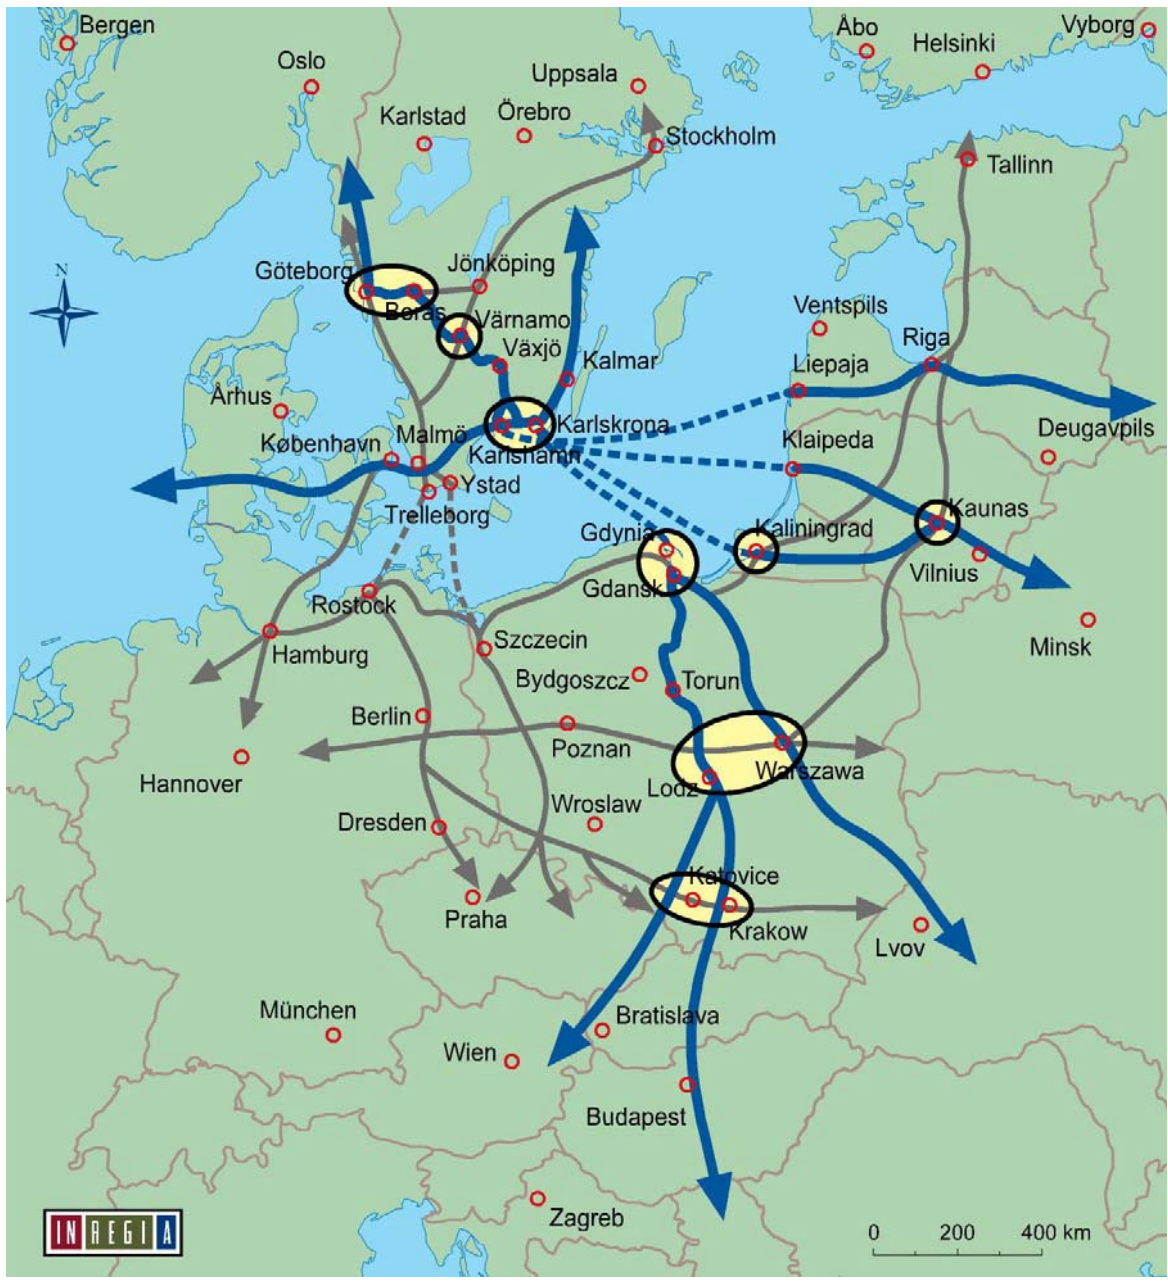 Bergen
Åbo
Vyborg
Helsinki
Oslo
Uppsala
Karlstad
Örebro
Stockholm
Tallinn
N
Göteborg
Jönköping
Borås
Värnamo
Ventspils
Växjö
Riga
Kalmar
Liepaja
Århus
København
Malmö
Karlskrona
Karlshamn
Klaipeda
Deugavpils
Ystad
Trelleborg
Gdynia
Kaliningrad
Kaunas
Vilnius
Rostock
Gdansk
Hamburg
Szczecin
Minsk
Bydgoszcz
Torun
Berlin
Poznan
Warszawa
Hannover
Lodz
Wroslaw
Dresden
Katovice
Praha
Krakow
Lvov
München
Bratislava
Wien
Budapest
Zagreb
INREGIA
0 200 400 km